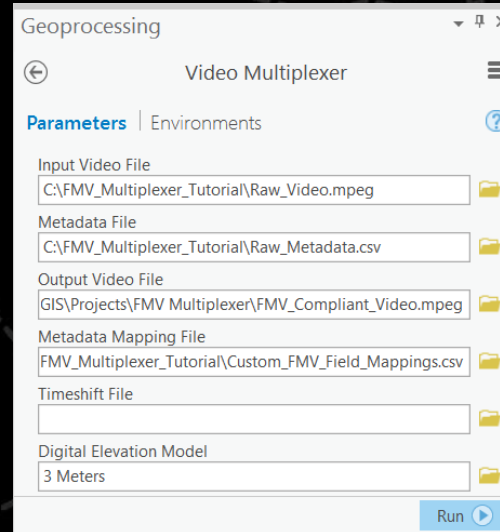 Geoprocessing
Video Multiplexer
Parameters | Environments
Input Video File
C:\FMV_Multiplexer_Tutorial\Raw_Video.mpeg
Metadata File
C:\FMV_Multiplexer_Tutorial\Raw_Metadata.csv
Output Video File
GIS\Projects\FMV Multiplexer\FMV_Compliant_Video.mpeg
Metadata Mapping File
FMV_Multiplexer_Tutorial\Custom_FMV_Field_Mappings.csv
Timeshift File
Digital Elevation Model
3 Meters
Run